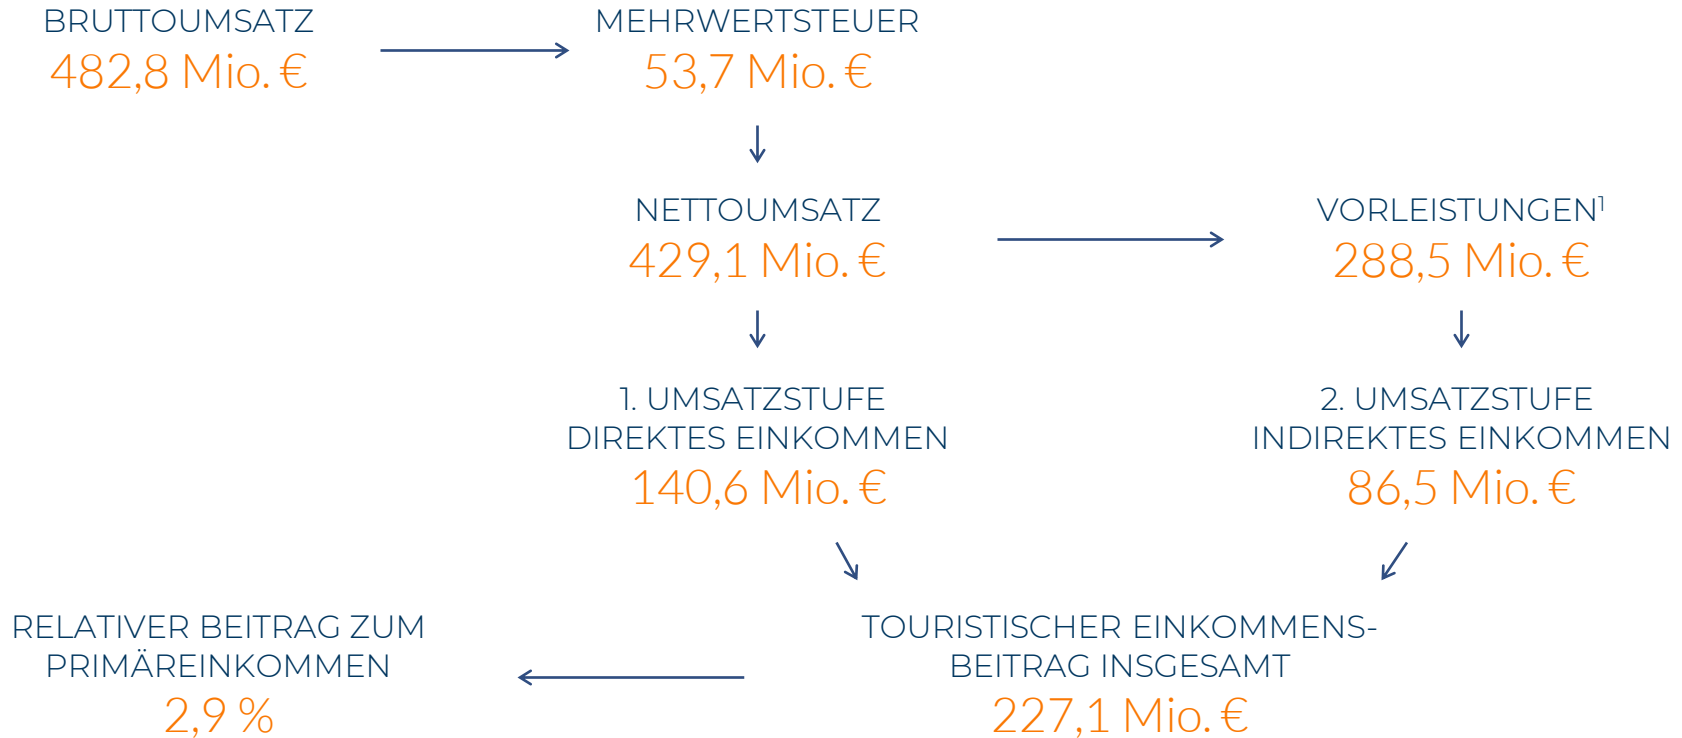 BRUTTOUMSATZ
482,8 Mio. €
MEHRWERTSTEUER
53,7 Mio. €
NETTOUMSATZ
429,1 Mio. €
VORLEISTUNGEN¹
288,5 Mio. €
1. UMSATZSTUFE
DIREKTES EINKOMMEN
140,6 Mio. €
2. UMSATZSTUFE
INDIREKTES EINKOMMEN
86,5 Mio. €
RELATIVER BEITRAG ZUM
PRIMÄREINKOMMEN
2,9 %
TOURISTISCHER EINKOMMENS-
BEITRAG INSGESAMT
227,1 Mio. €